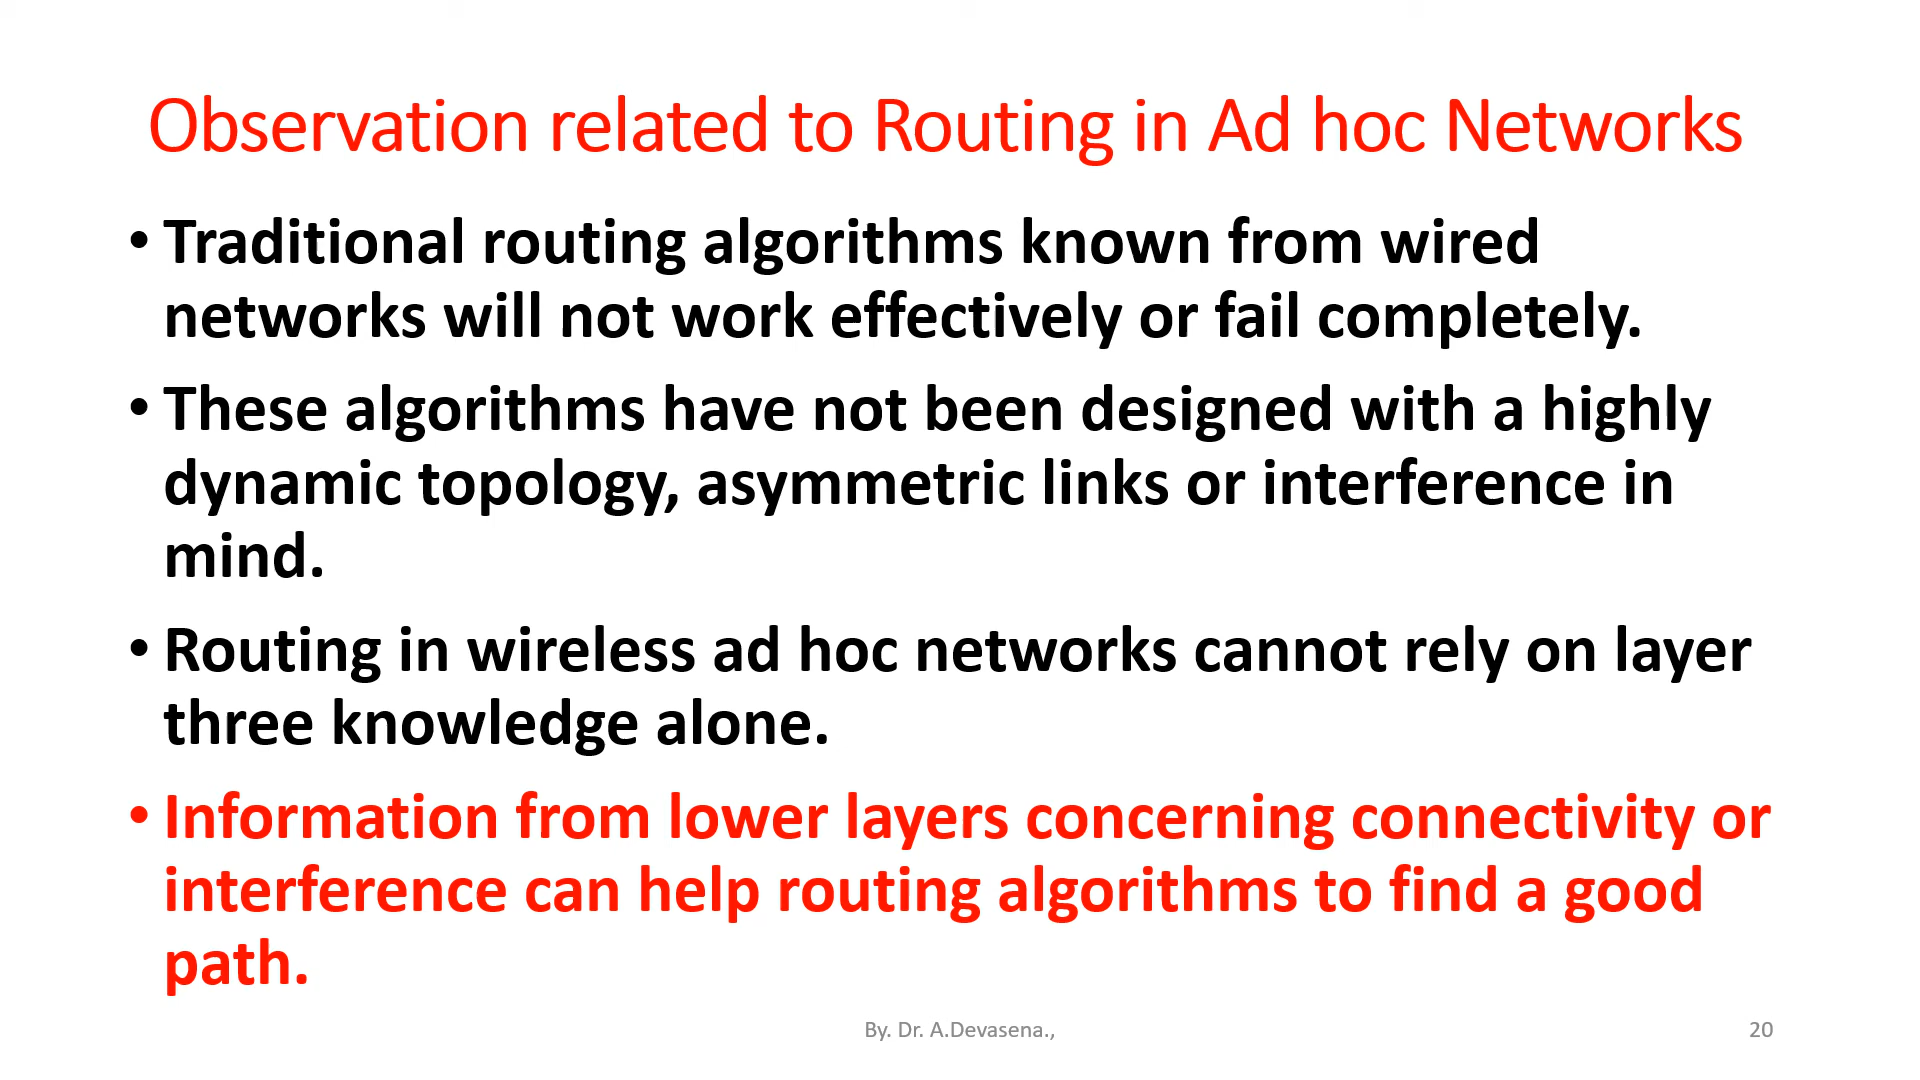 Observation related to Routing in Ad hoc Networks
• Traditional routing algorithms known from wired
networks will not work effectively or fail completely.
• These algorithms have not been designed with a highly
dynamic topology, asymmetric links or interference in
mind.
• Routing in wireless ad hoc networks cannot rely on layer
three knowledge alone.
• Information from lower layers concerning connectivity or
interference can help routing algorithms to find a good
path.
By. Dr. A.Devasena.,
20